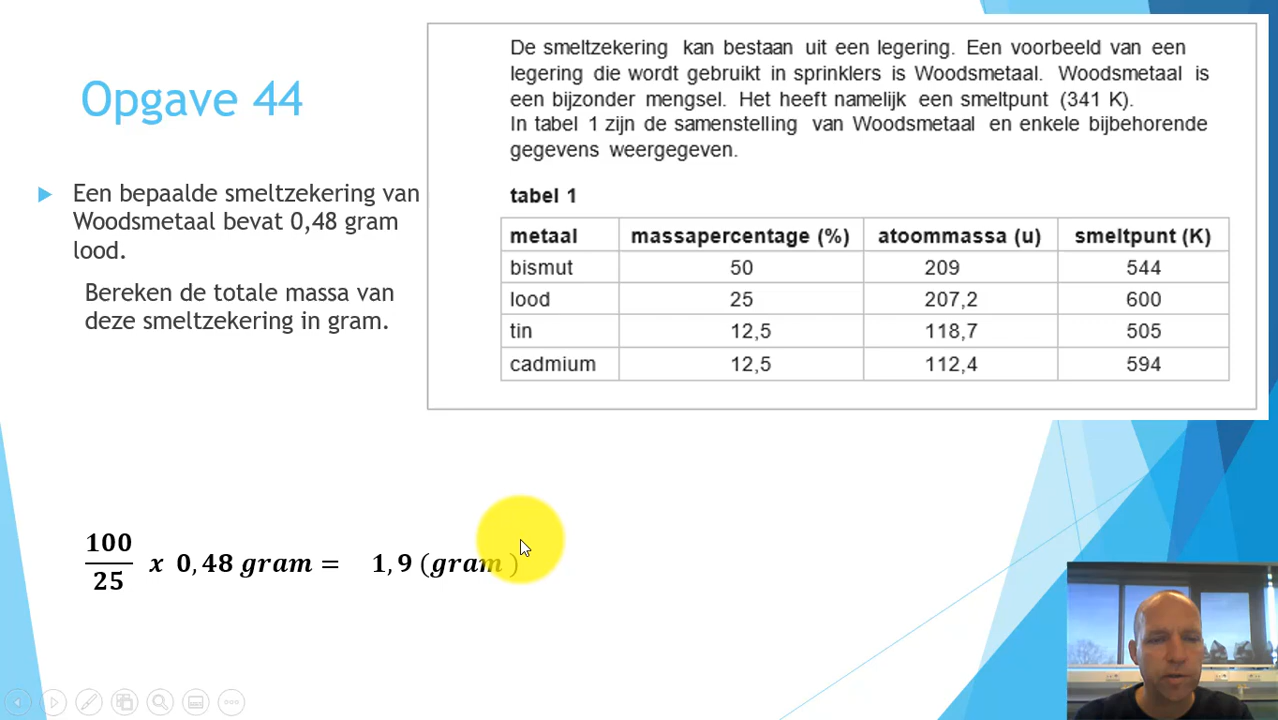 Opgave 44
Een bepaalde smeltzekering van
Woodsmetaal bevat 0,48 gram
lood.
Bereken de totale massa van
deze smeltzekering in gram.
De smeltzekering kan bestaan uit een legering. Een voorbeeld van een
legering die wordt gebruikt in sprinklers is Woodsmetaal. Woodsmetaal is
een bijzonder mengsel. Het heeft namelijk een smeltpunt (341 K).
In tabel 1 zijn de samenstelling van Woodsmetaal en enkele bijbehorende
gegevens weergegeven.
tabel 1
metaal massapercentage (%) atoommassa (u) smeltpunt (K)
bismut 50 209 544
lood 25 207,2 600
tin 12,5 118,7 505
cadmium 12,5 112,4 594
100
25 x 0,48 gram = 1,9 (gram )